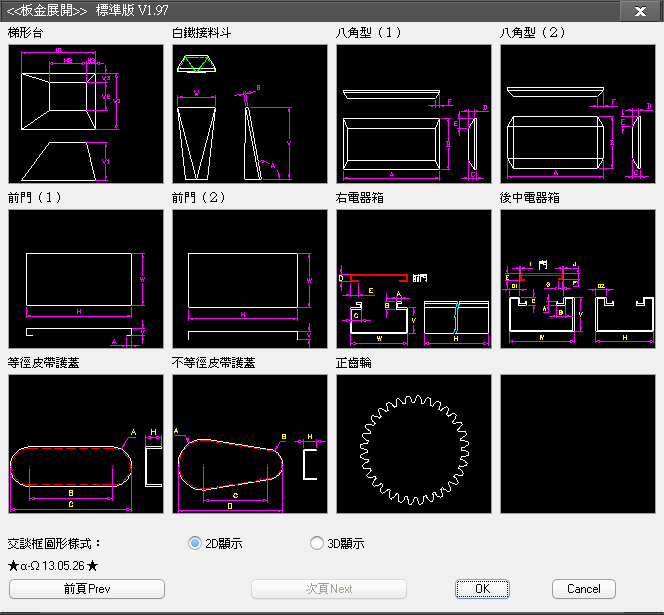 <<板金展開>> 標準版 V1.97
梯形台 白鐵接料斗 八角型（1） 八角型（2）
前門（1） 前門（2） 右電器箱 後中電器箱
等徑皮帶護蓋 不等徑皮帶護蓋 正齒輪
交談框圖形樣式：
2D顯示 3D顯示
★α-Ω 13.05.26★
前頁Prev 次頁Next OK Cancel